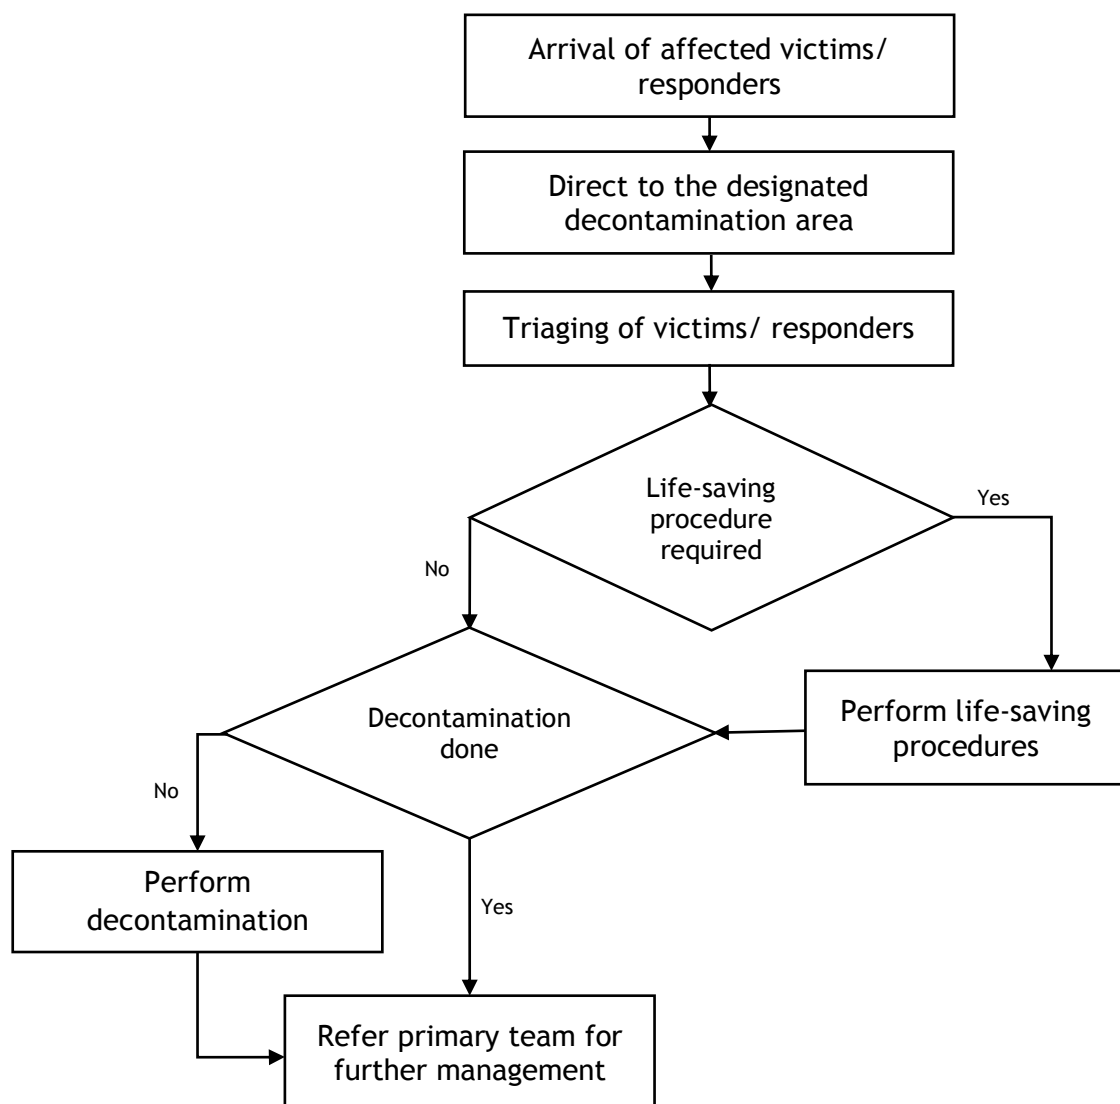 Arrival of affected victims/
responders
Direct to the designated
decontamination area
Triaging of victims/ responders
Life-saving
procedure
required
Yes
No
Decontamination
done
Perform life-saving
procedures
No
Perform
decontamination
Yes
Refer primary team for
further management